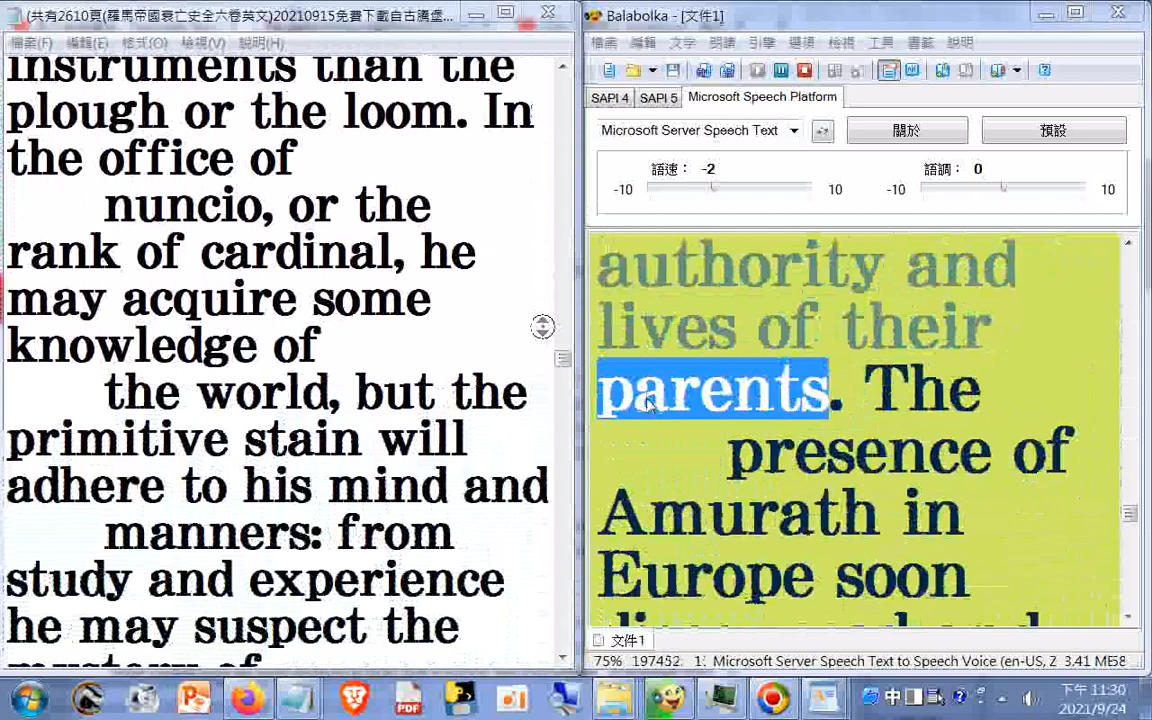 (共有2610頁(羅馬帝國衰亡史全六卷英文)20210915免費下載自古騰堡...
檔案(F) 編輯(E) 格式(O) 檢視(V) 說明(H)
instruments than the
plough or the loom. In
the office of
nuncio, or the
rank of cardinal, he
may acquire some
knowledge of
the world, but the
primitive stain will
adhere to his mind and
manners: from
study and experience
he may suspect the
mystery of
Balabolka - [文件1]
檔案 編輯 文字 朗讀 引擎 選項 檢視 工具 書籤 說明
SAPI 4 SAPI 5 Microsoft Speech Platform
Microsoft Server Speech Text 關於 預設
語速: -2 語調: 0
-10 10 -10 10
authority and
lives of their
parents. The
presence of
Amurath in
Europe soon
文件1
75% 197452: 1: Microsoft Server Speech Text to Speech Voice (en-US, Z 3,41 ME58
中
下午 11:30
2021/9/24